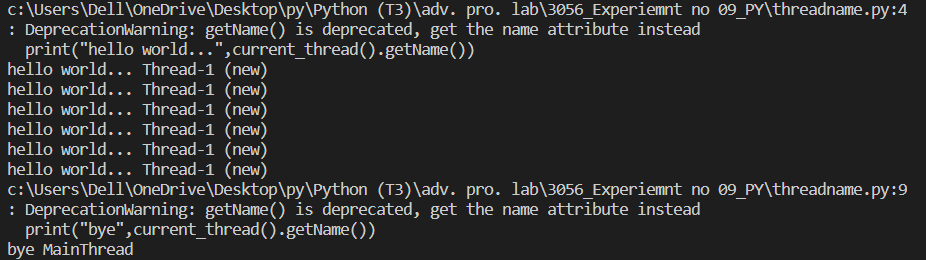 c:\Users\Dell\OneDrive\Desktop\py\Python (T3)\adv. pro. lab\3056_Experiemnt no 09_PY\threadname.py:4
: DeprecationWarning: getName() is deprecated, get the name attribute instead
  print("hello world...",current_thread().getName())
hello world... Thread-1 (new)
hello world... Thread-1 (new)
hello world... Thread-1 (new)
hello world... Thread-1 (new)
hello world... Thread-1 (new)
hello world... Thread-1 (new)
c:\Users\Dell\OneDrive\Desktop\py\Python (T3)\adv. pro. lab\3056_Experiemnt no 09_PY\threadname.py:9
: DeprecationWarning: getName() is deprecated, get the name attribute instead
  print("bye",current_thread().getName())
bye MainThread